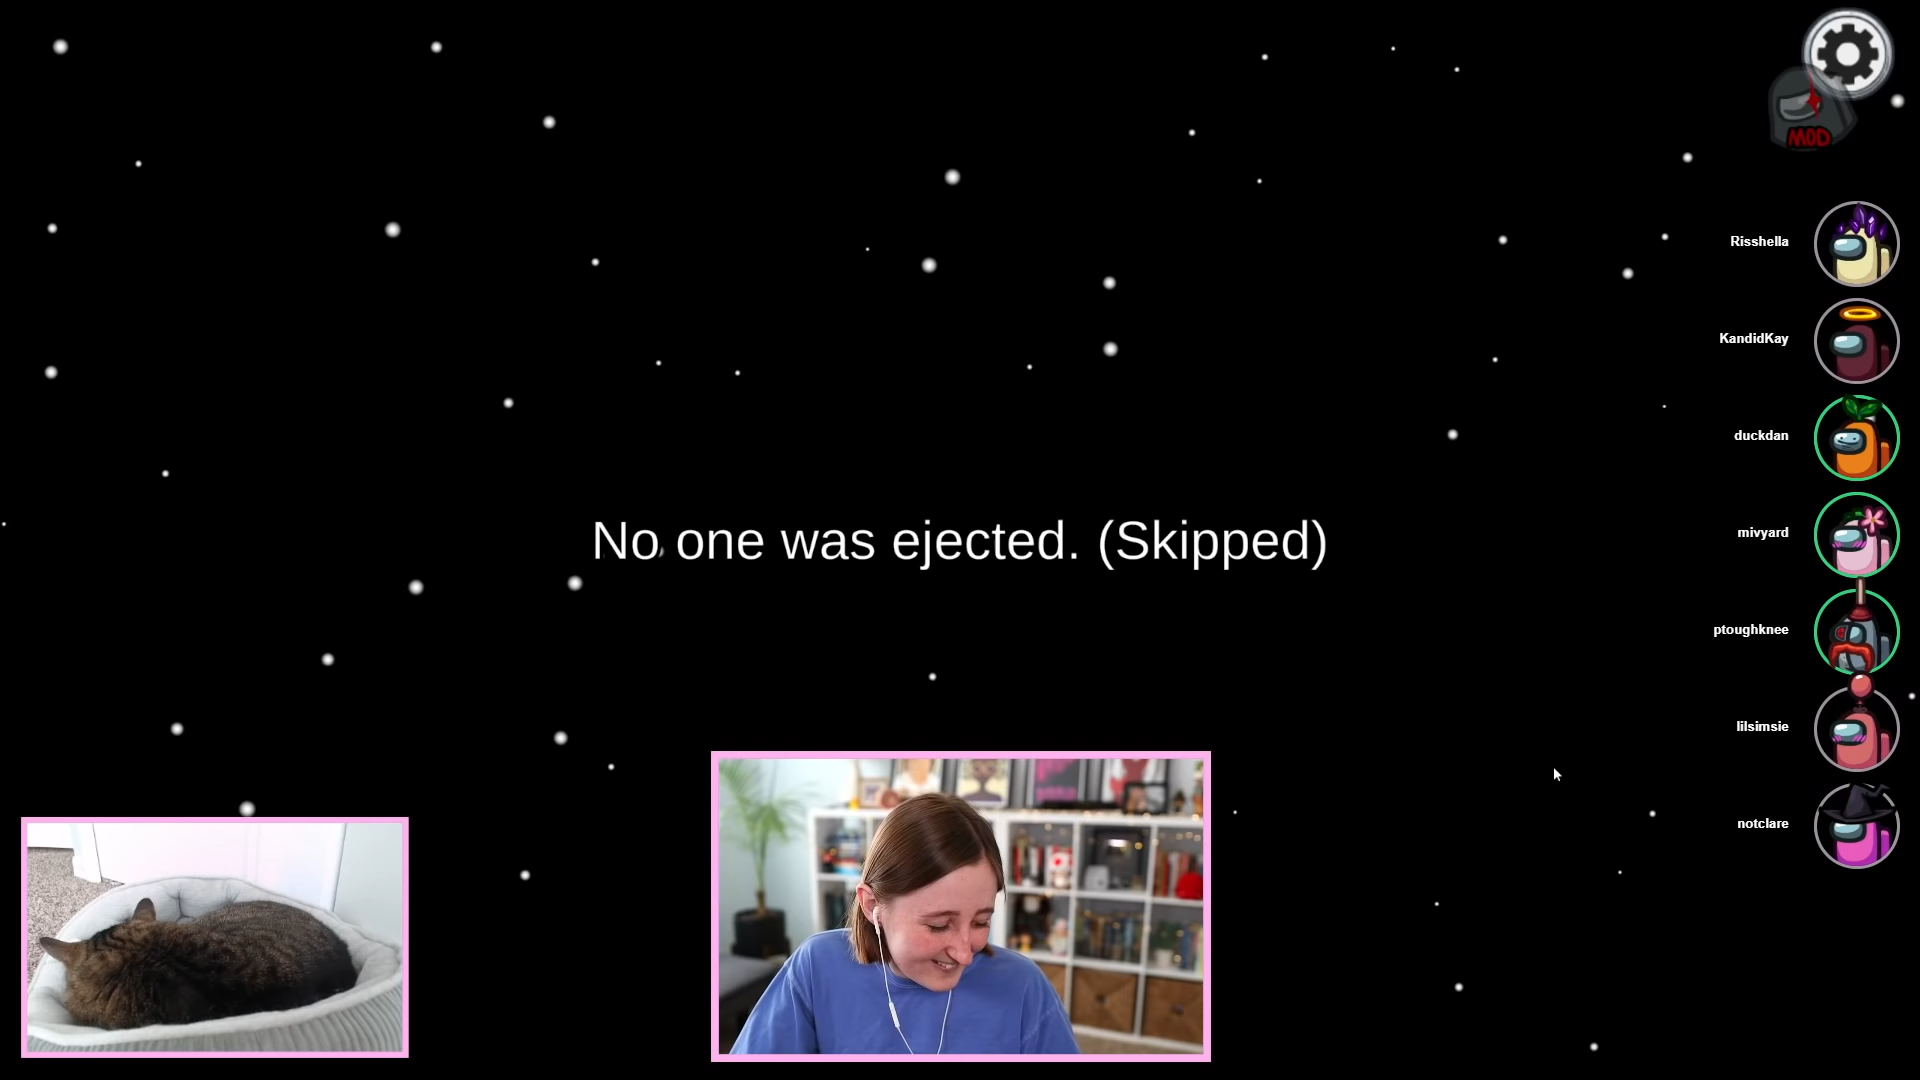 MOD
Risshella
KandidKay
duckdan
mivyard
No one was ejected. (Skipped)
ptoughknee
lilsimsie
notclare